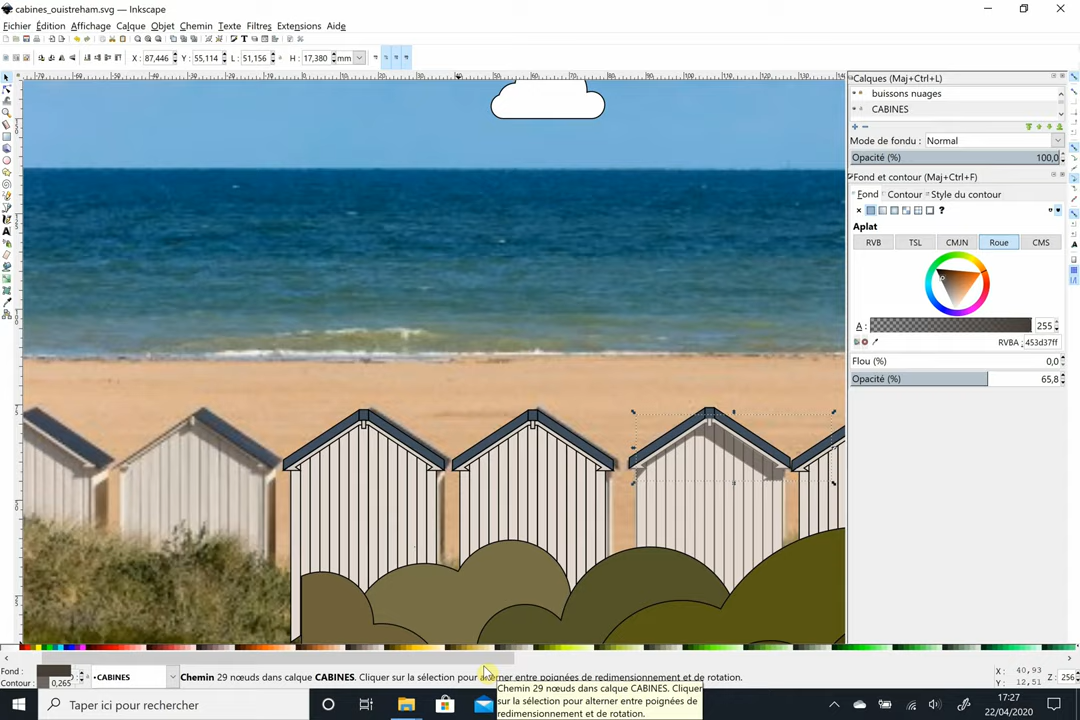 cabines_ouistreham.svg — Inkscape
Fichier Édition Affichage Calque Objet Chemin Texte Filtres Extensions Aide
X : 87,446 Y : 55,114 L : 51,156 H : 17,380 mm
Calques (Maj+Ctrl+L)
buissons nuages
CABINES
Mode de fondu : Normal
Opacité (%) 100,0
Fond et contour (Maj+Ctrl+F)
Fond Contour Style du contour
?
Aplat
RVB TSL CMJN Roue CMS
A : 255
RVBA : 453d37ff
Flou (%) 0,0
Opacité (%) 65,8
Fond :
Contour : 0,265
•CABINES
Chemin 29 nœuds dans calque CABINES. Cliquer sur la sélection pour alterner entre poignées de redimensionnement et de rotation.
X : 40,93
Y : 12,51
Z : 256
Chemin 29 nœuds dans calque CABINES. Cliquer
sur la sélection pour alterner entre poignées de
redimensionnement et de rotation.
Taper ici pour rechercher
17:27
22/04/2020